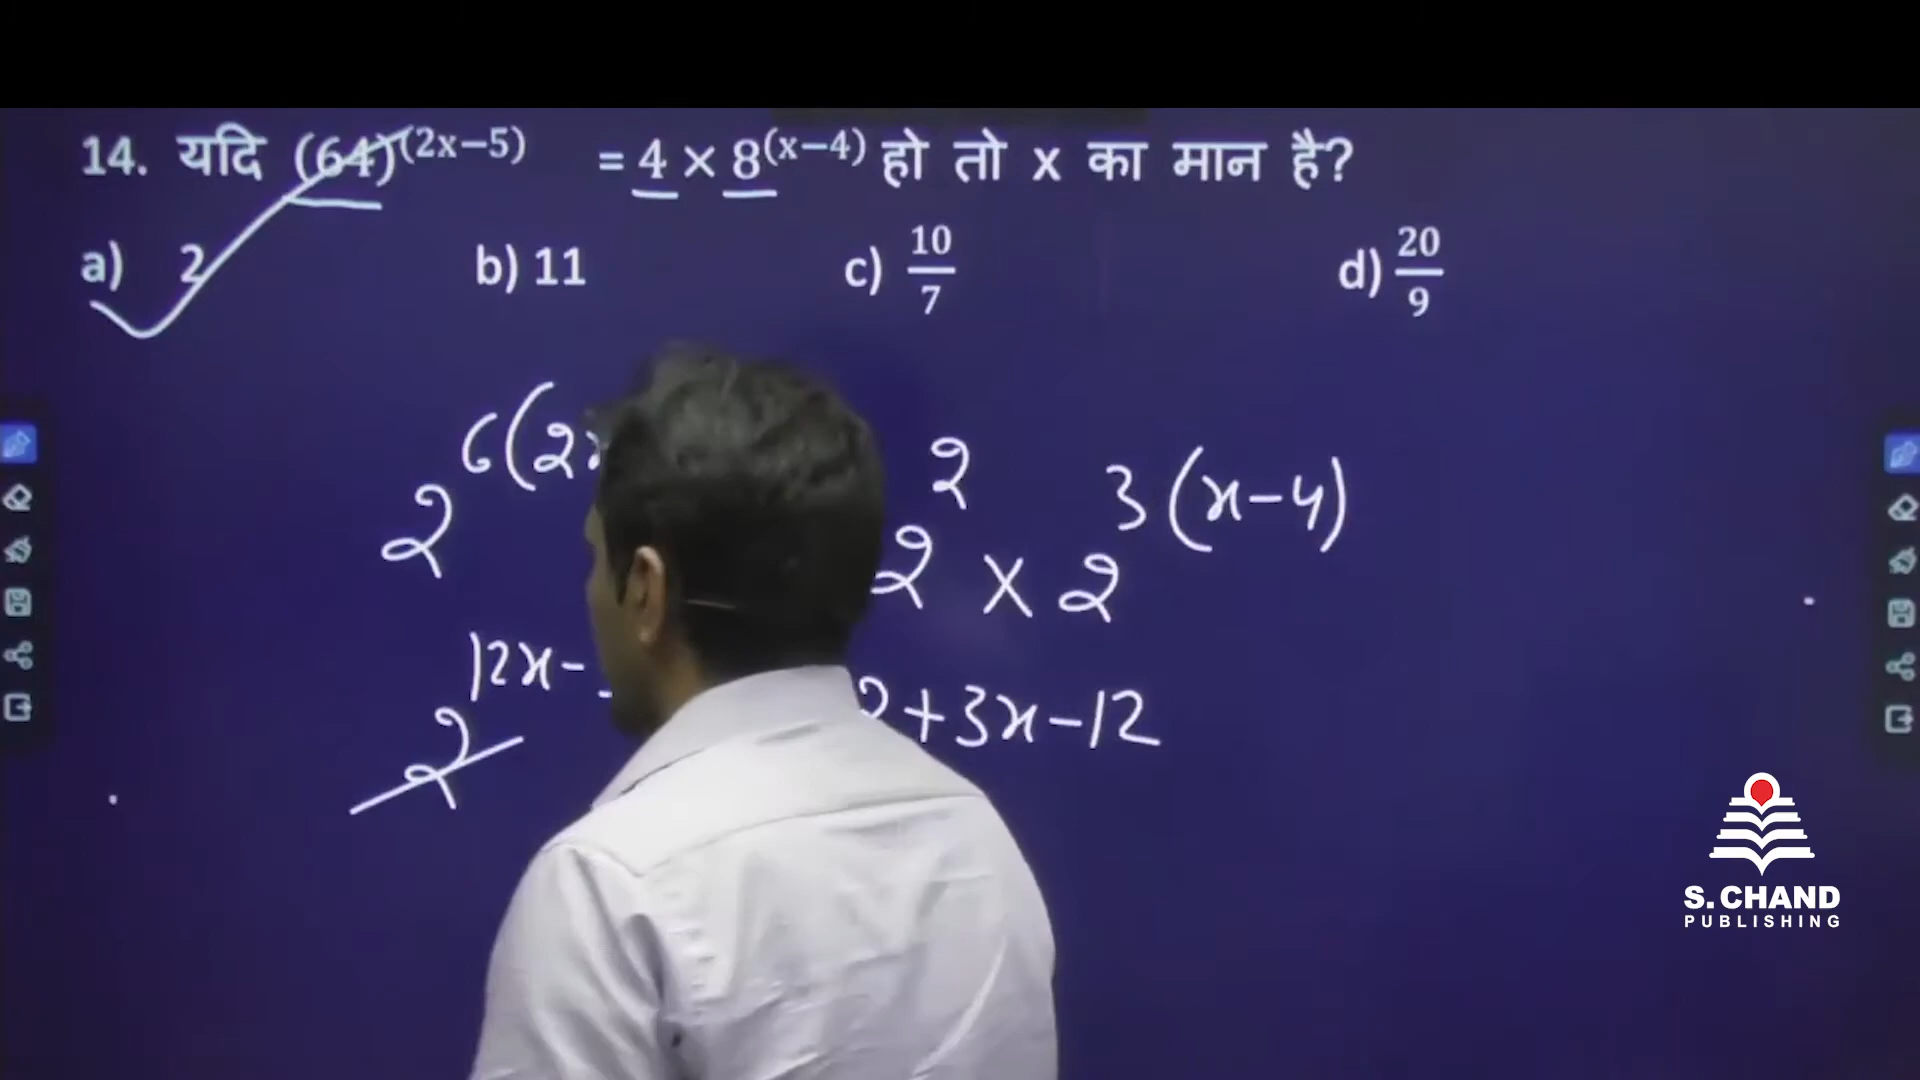 14. यदि (64)^(2x−5) = 4 × 8^(x−4) हो तो x का मान है?
a) 2 b) 11 c) 10/7 d) 20/9
2^6(2x 2^2 × 2^3(x-4)
2^12x- 2+3x-12
S. CHAND
PUBLISHING